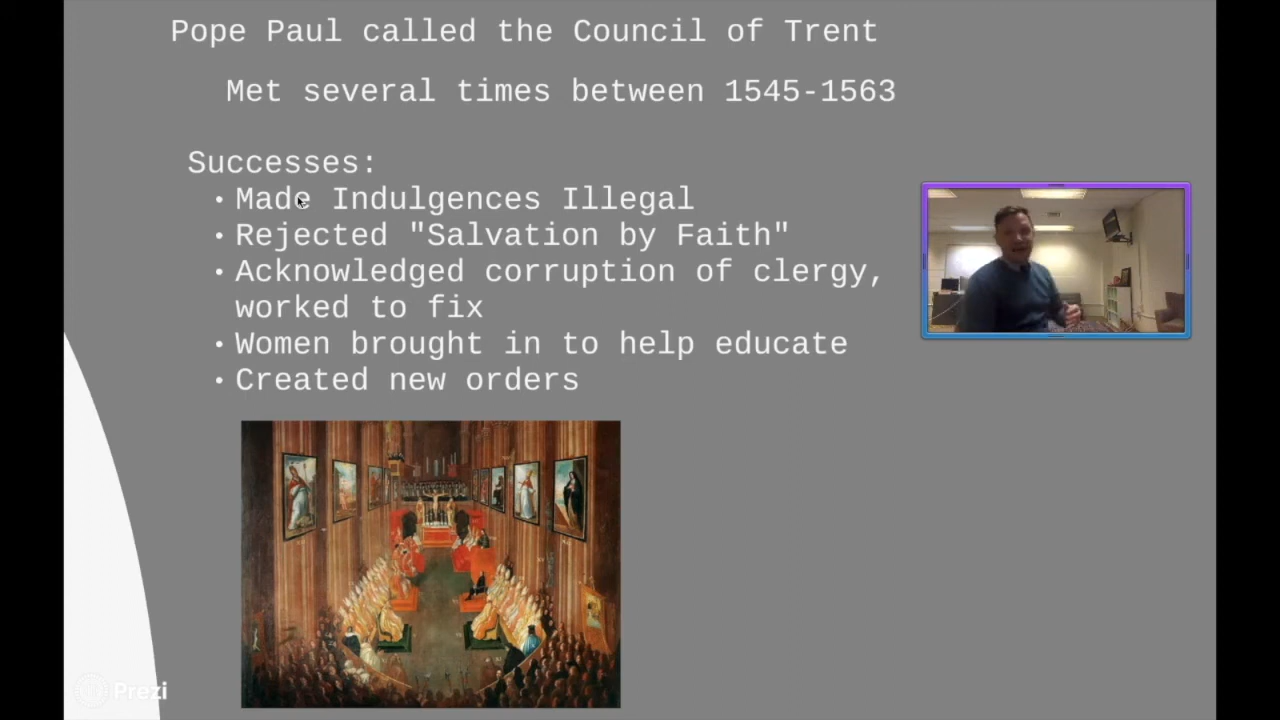 Pope Paul called the Council of Trent
Met several times between 1545-1563
Successes:
• Made Indulgences Illegal
• Rejected "Salvation by Faith"
• Acknowledged corruption of clergy,
worked to fix
• Women brought in to help educate
• Created new orders
Prezi